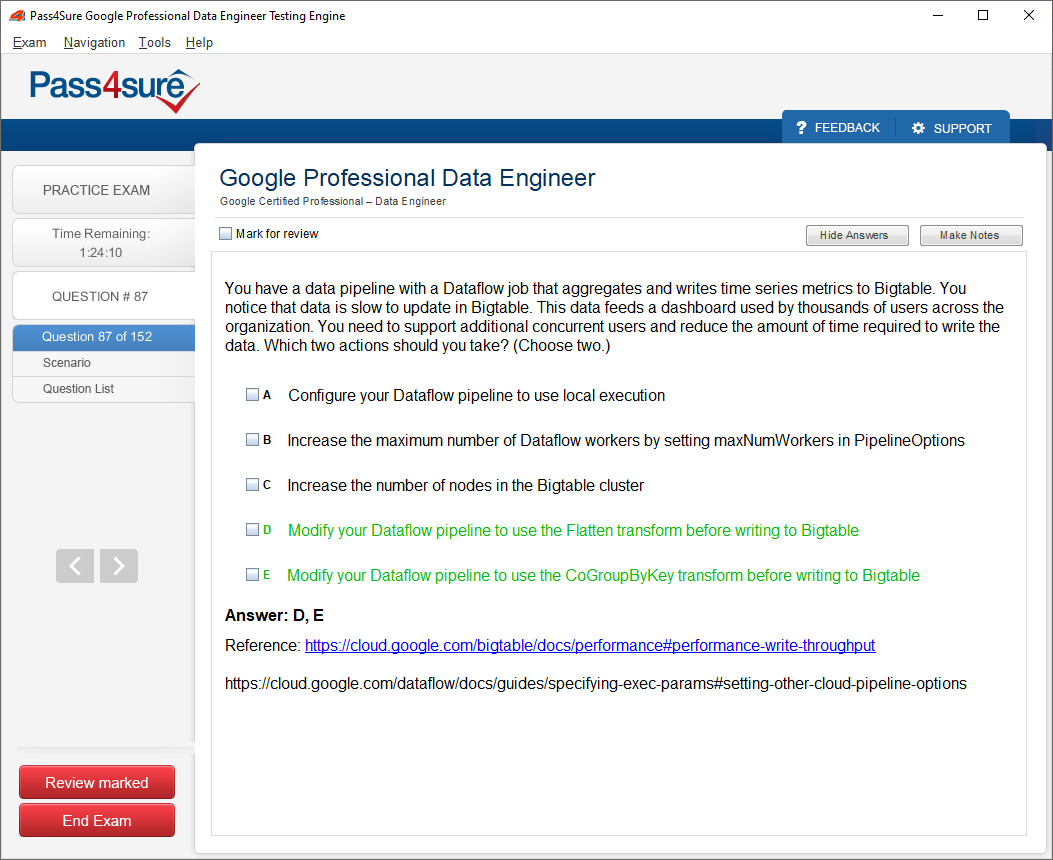 Pass4Sure Google Professional Data Engineer Testing Engine
Exam Navigation Tools Help
Pass4sure
? FEEDBACK SUPPORT
PRACTICE EXAM
Time Remaining:
1:24:10
QUESTION # 87
Question 87 of 152
Scenario
Question List
Review marked
End Exam
Google Professional Data Engineer
Google Certified Professional – Data Engineer
Mark for review Hide Answers Make Notes
You have a data pipeline with a Dataflow job that aggregates and writes time series metrics to Bigtable. You
notice that data is slow to update in Bigtable. This data feeds a dashboard used by thousands of users across the
organization. You need to support additional concurrent users and reduce the amount of time required to write the
data. Which two actions should you take? (Choose two.)
A Configure your Dataflow pipeline to use local execution
B Increase the maximum number of Dataflow workers by setting maxNumWorkers in PipelineOptions
C Increase the number of nodes in the Bigtable cluster
D Modify your Dataflow pipeline to use the Flatten transform before writing to Bigtable
E Modify your Dataflow pipeline to use the CoGroupByKey transform before writing to Bigtable
Answer: D, E
Reference: https://cloud.google.com/bigtable/docs/performance#performance-write-throughput
https://cloud.google.com/dataflow/docs/guides/specifying-exec-params#setting-other-cloud-pipeline-options